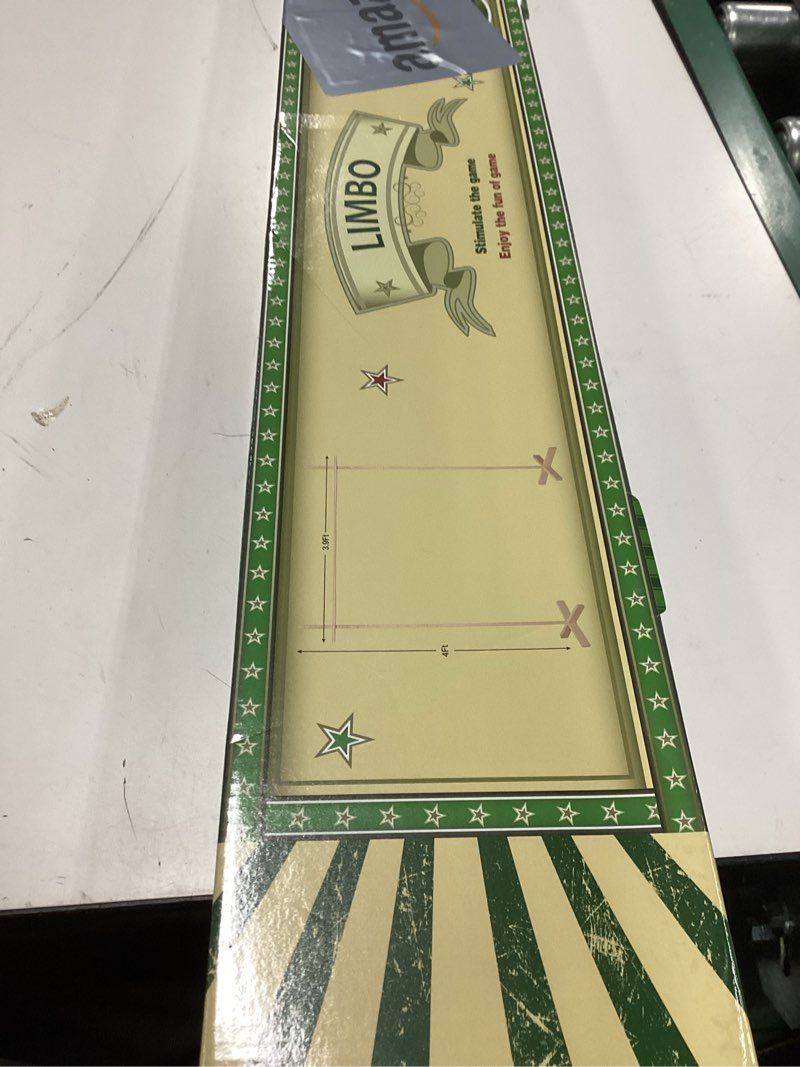 LIMBO
Stimulate the game
Enjoy the fun of game
3.9Ft
4Ft